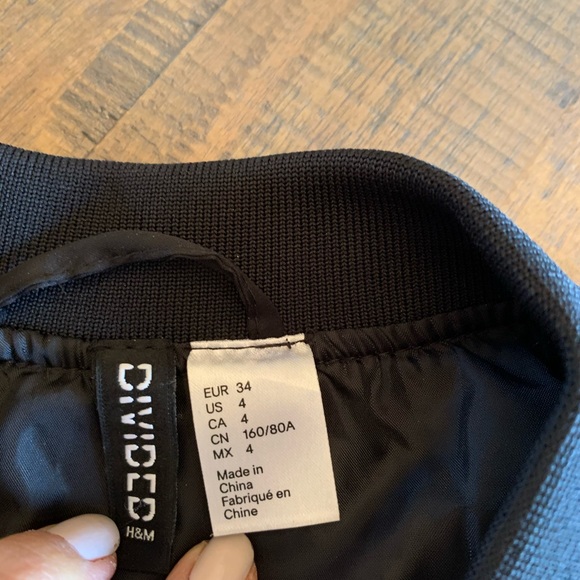 DIVIDED
H&M
EUR 34
US 4
CA 4
CN 160/80A
MX 4
Made in
China
Fabriqué en
Chine